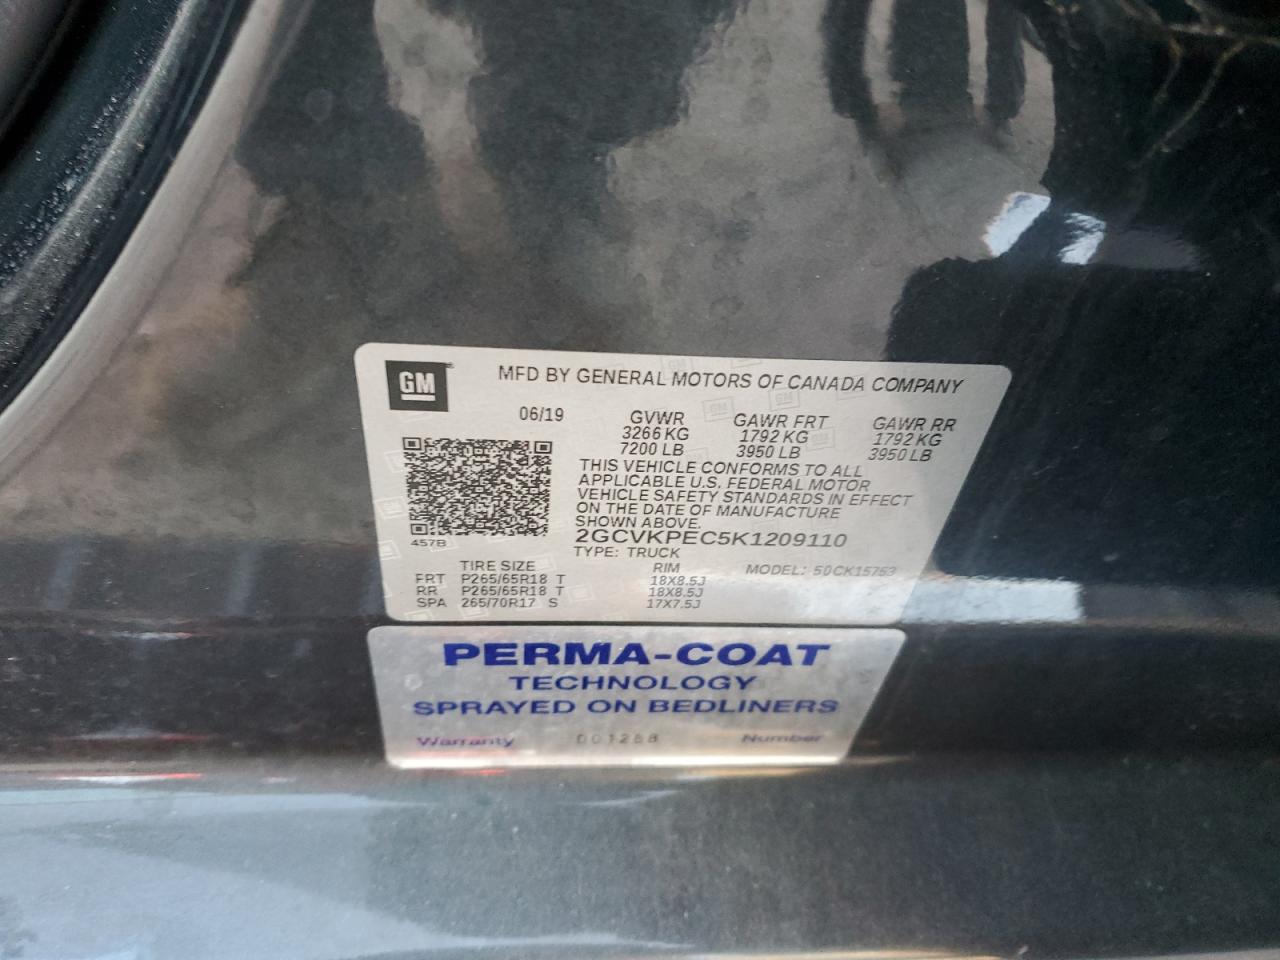 GM
MFD BY GENERAL MOTORS OF CANADA COMPANY
06/19 GVWR GAWR FRT GAWR RR
3266 KG 1792 KG 1792 KG
7200 LB 3950 LB 3950 LB
THIS VEHICLE CONFORMS TO ALL
APPLICABLE U.S. FEDERAL MOTOR
VEHICLE SAFETY STANDARDS IN EFFECT
ON THE DATE OF MANUFACTURE
SHOWN ABOVE.
2GCVKPEC5K1209110
457B
TYPE: TRUCK
TIRE SIZE RIM MODEL: 50CK15753
FRT P265/65R18 T 18X8.5J
RR P265/65R18 T 18X8.5J
SPA 265/70R17 S 17X7.5J
PERMA-COAT
TECHNOLOGY
SPRAYED ON BEDLINERS
Warranty 001288 Number